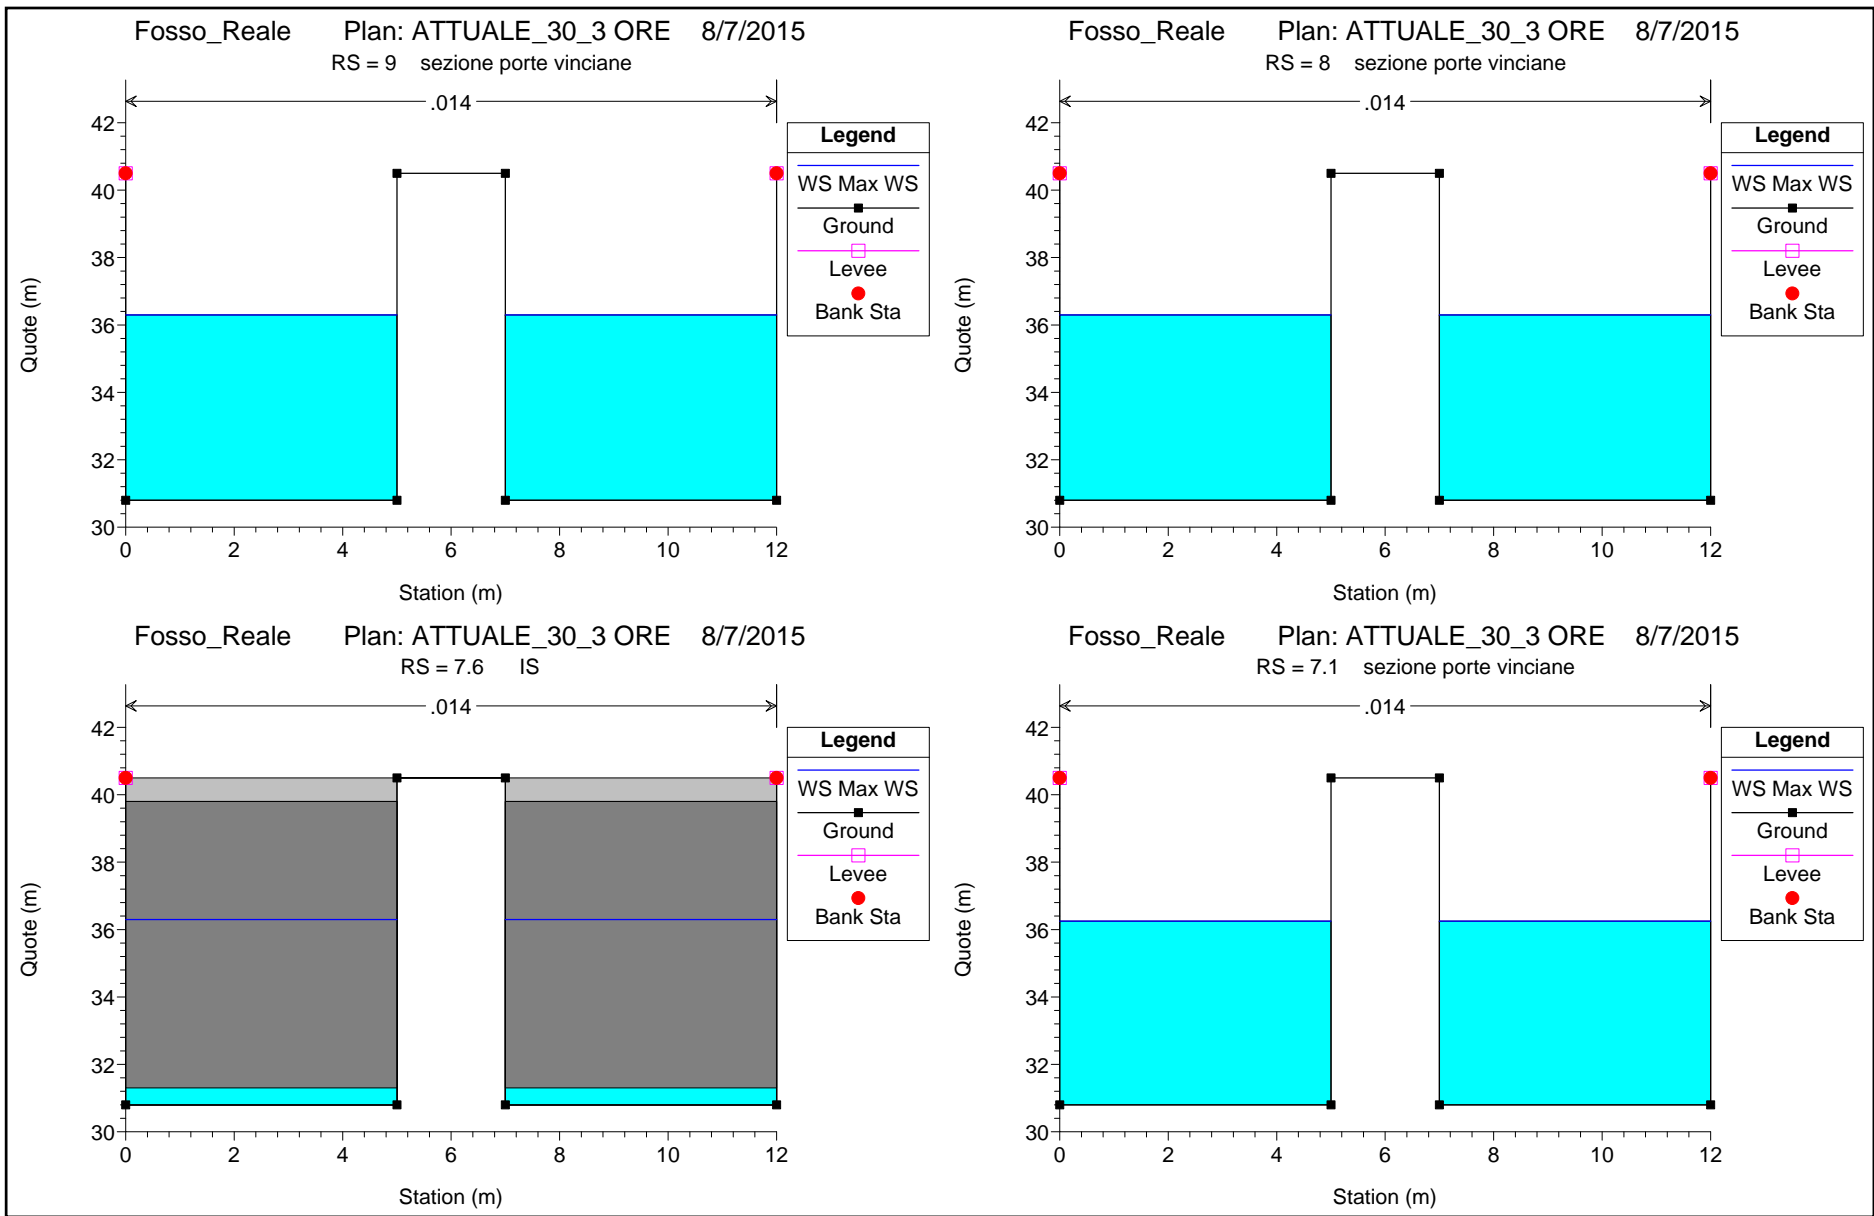 Fosso_Reale Plan: ATTUALE_30_3 ORE 8/7/2015
RS = 9 sezione porte vinciane
.014
42
40
38
36
34
32
30
Quote (m)
0 2 4 6 8 10 12
Station (m)
Legend
WS Max WS
Ground
Levee
Bank Sta
Fosso_Reale Plan: ATTUALE_30_3 ORE 8/7/2015
RS = 8 sezione porte vinciane
.014
42
40
38
36
34
32
30
Quote (m)
0 2 4 6 8 10 12
Station (m)
Legend
WS Max WS
Ground
Levee
Bank Sta
Fosso_Reale Plan: ATTUALE_30_3 ORE 8/7/2015
RS = 7.6 IS
.014
42
40
38
36
34
32
30
Quote (m)
0 2 4 6 8 10 12
Station (m)
Legend
WS Max WS
Ground
Levee
Bank Sta
Fosso_Reale Plan: ATTUALE_30_3 ORE 8/7/2015
RS = 7.1 sezione porte vinciane
.014
42
40
38
36
34
32
30
Quote (m)
0 2 4 6 8 10 12
Station (m)
Legend
WS Max WS
Ground
Levee
Bank Sta